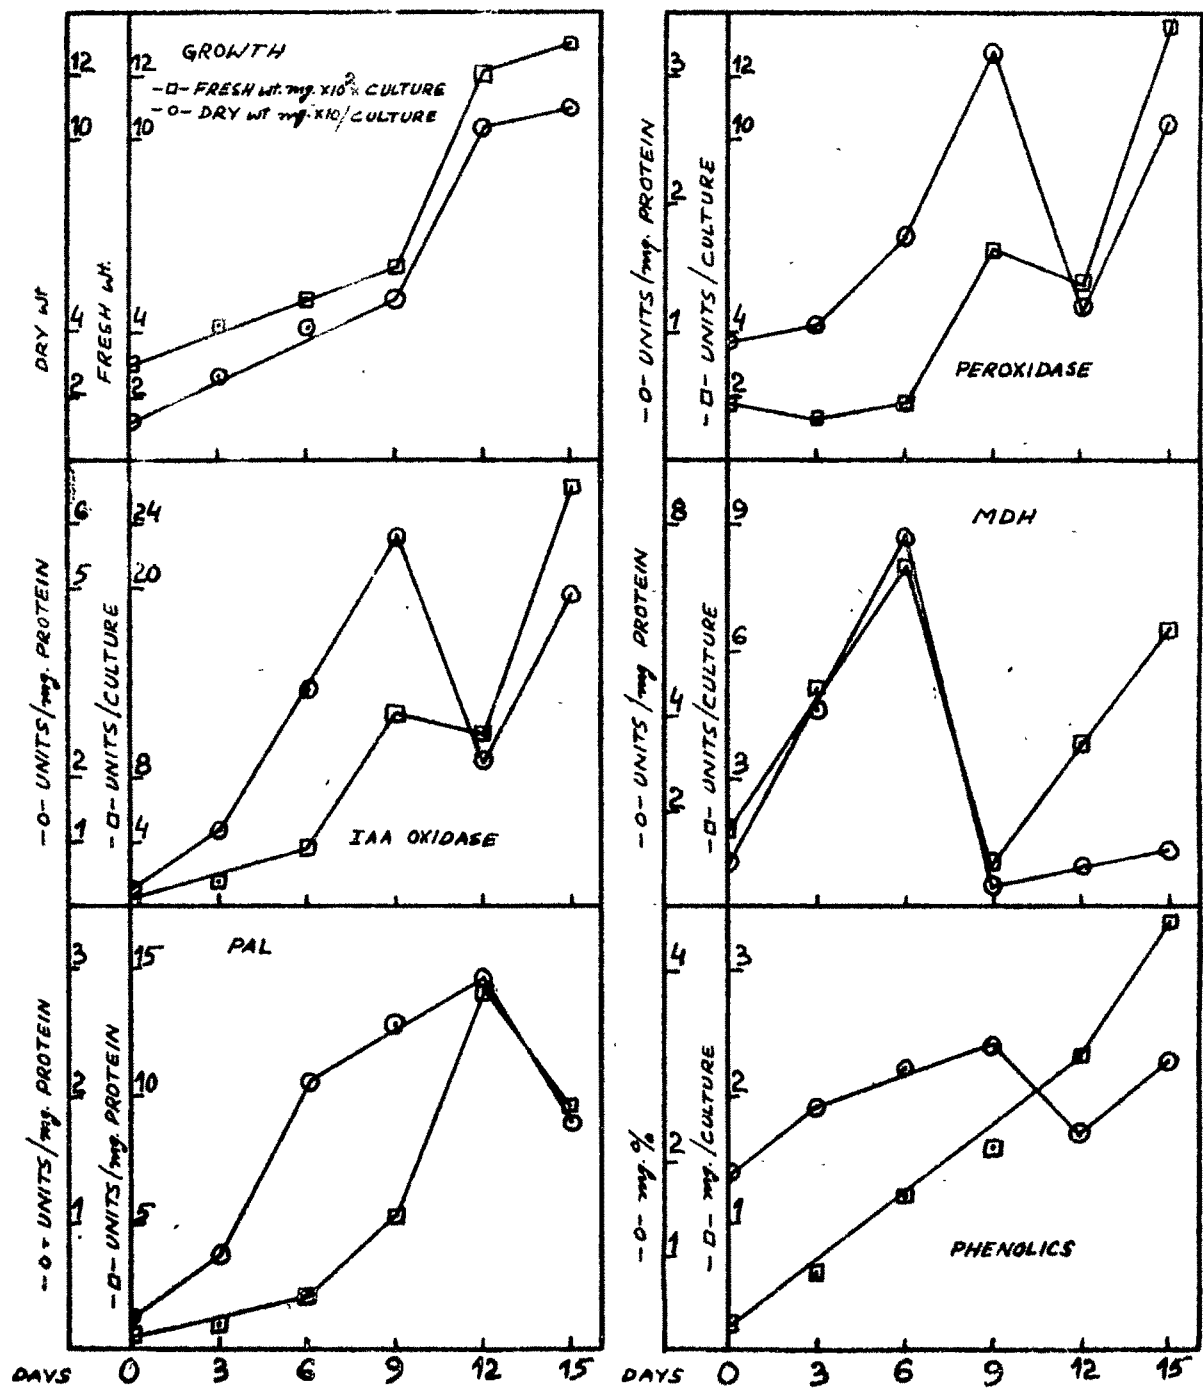 GROWTH
-□- FRESH wt. mg. x10² x CULTURE
-o- DRY wt mg. x10/CULTURE
12 12
10 10
4 4
2 2
DRY wt
FRESH wt.
3 12
10
2
1 4
2
-o- UNITS/mg. PROTEIN
-□- UNITS/CULTURE
PEROXIDASE
6 24
5 20
2 8
1 4
-o- UNITS/mg. PROTEIN
-□- UNITS/CULTURE
IAA OXIDASE
8 9
6
4
3
2
-o- UNITS/mg PROTEIN
-□- UNITS/CULTURE
MDH
PAL
3 15
2 10
1 5
-o- UNITS/mg. PROTEIN
-□- UNITS/mg. PROTEIN
4 3
2
2
1
1
-o- mg. %
-□- mg./CULTURE
PHENOLICS
DAYS 0 3 6 9 12 15
DAYS 0 3 6 9 12 15